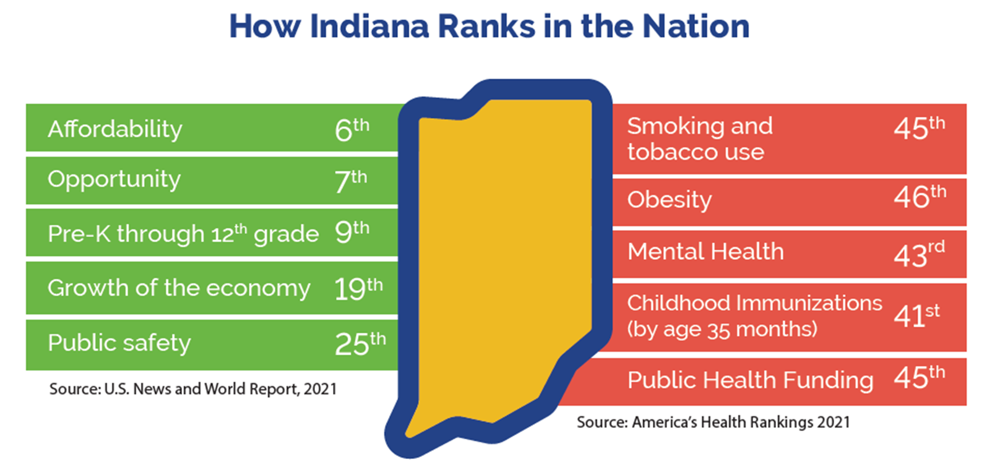 How Indiana Ranks in the Nation
Affordability 6th
Opportunity 7th
Pre-K through 12th grade 9th
Growth of the economy 19th
Public safety 25th
Source: U.S. News and World Report, 2021
Smoking and 45th
tobacco use
Obesity 46th
Mental Health 43rd
Childhood Immunizations 41st
(by age 35 months)
Public Health Funding 45th
Source: America's Health Rankings 2021